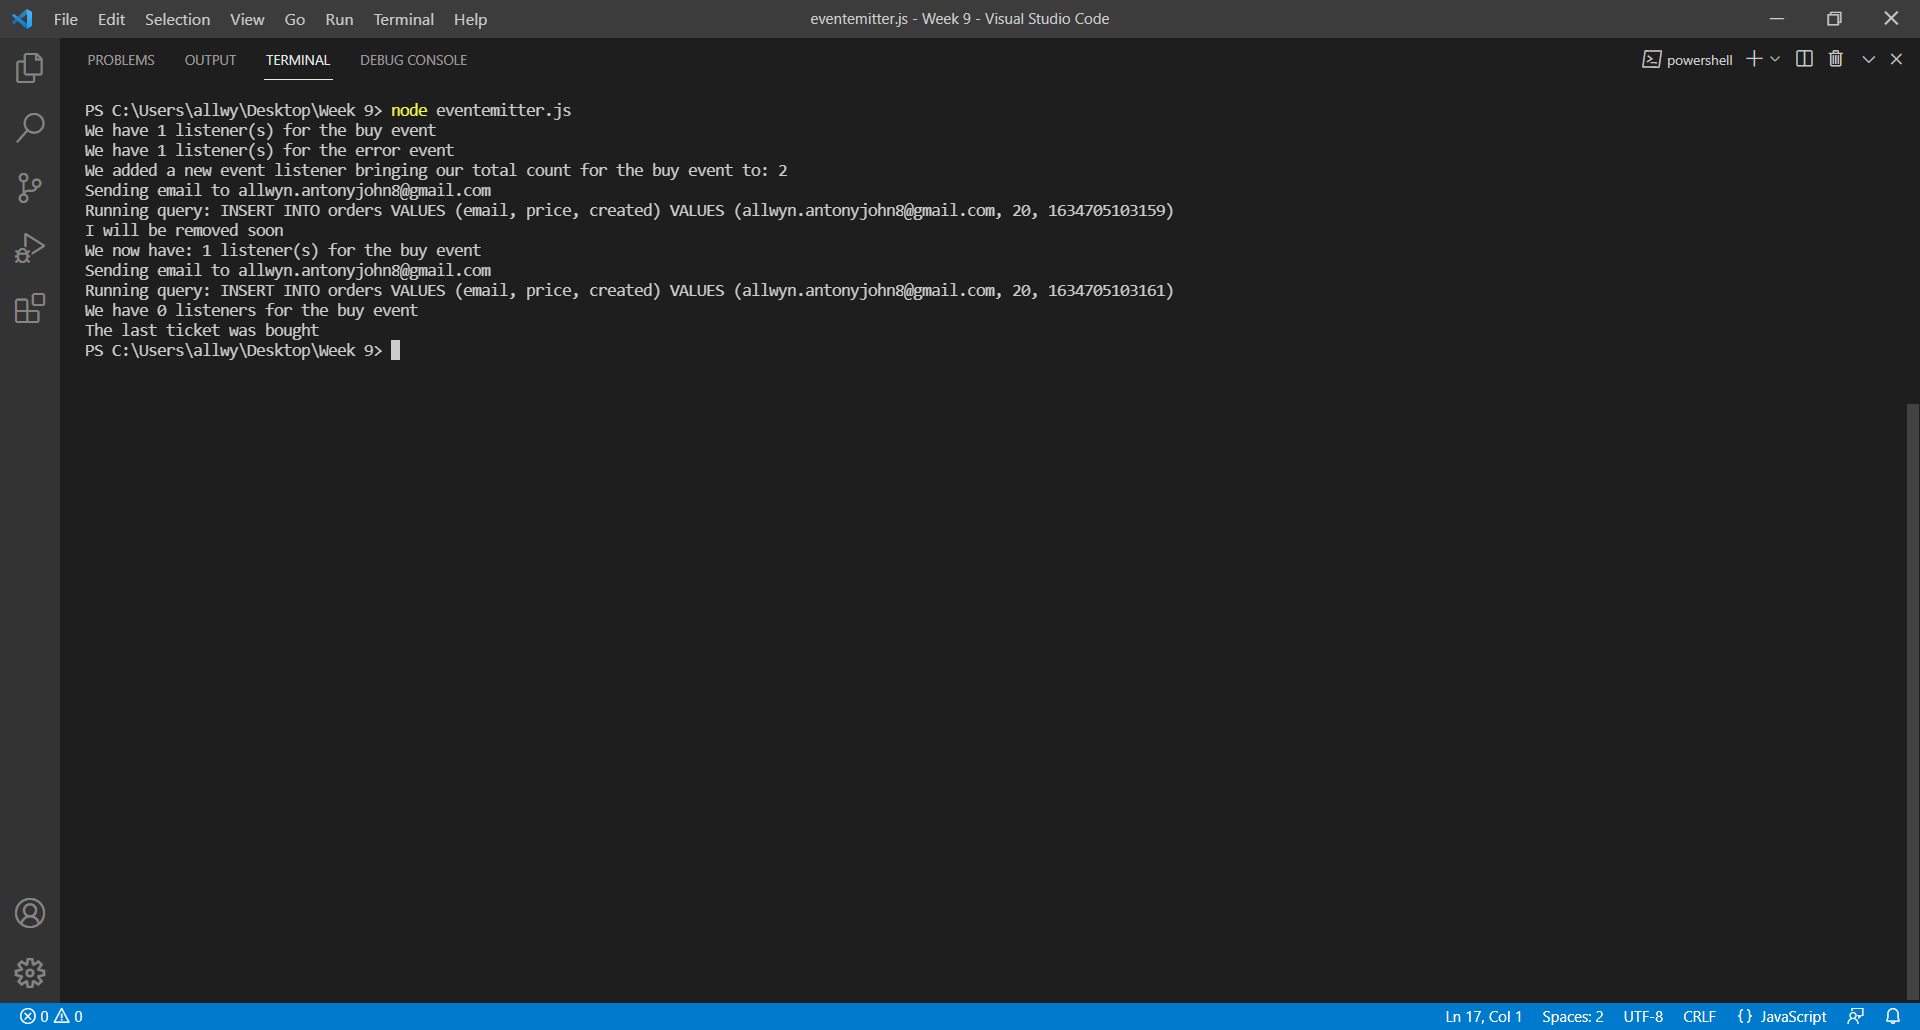 File Edit Selection View Go Run Terminal Help
eventemitter.js - Week 9 - Visual Studio Code
PROBLEMS OUTPUT TERMINAL DEBUG CONSOLE
powershell
PS C:\Users\allwy\Desktop\Week 9> node eventemitter.js
We have 1 listener(s) for the buy event
We have 1 listener(s) for the error event
We added a new event listener bringing our total count for the buy event to: 2
Sending email to allwyn.antonyjohn8@gmail.com
Running query: INSERT INTO orders VALUES (email, price, created) VALUES (allwyn.antonyjohn8@gmail.com, 20, 1634705103159)
I will be removed soon
We now have: 1 listener(s) for the buy event
Sending email to allwyn.antonyjohn8@gmail.com
Running query: INSERT INTO orders VALUES (email, price, created) VALUES (allwyn.antonyjohn8@gmail.com, 20, 1634705103161)
We have 0 listeners for the buy event
The last ticket was bought
PS C:\Users\allwy\Desktop\Week 9>
0 0
Ln 17, Col 1 Spaces: 2 UTF-8 CRLF {} JavaScript